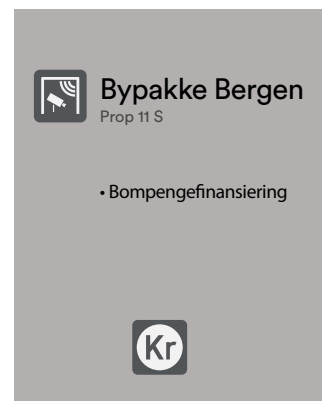 Bypakke Bergen
Prop 11 S
• Bompengefinansiering
Kr